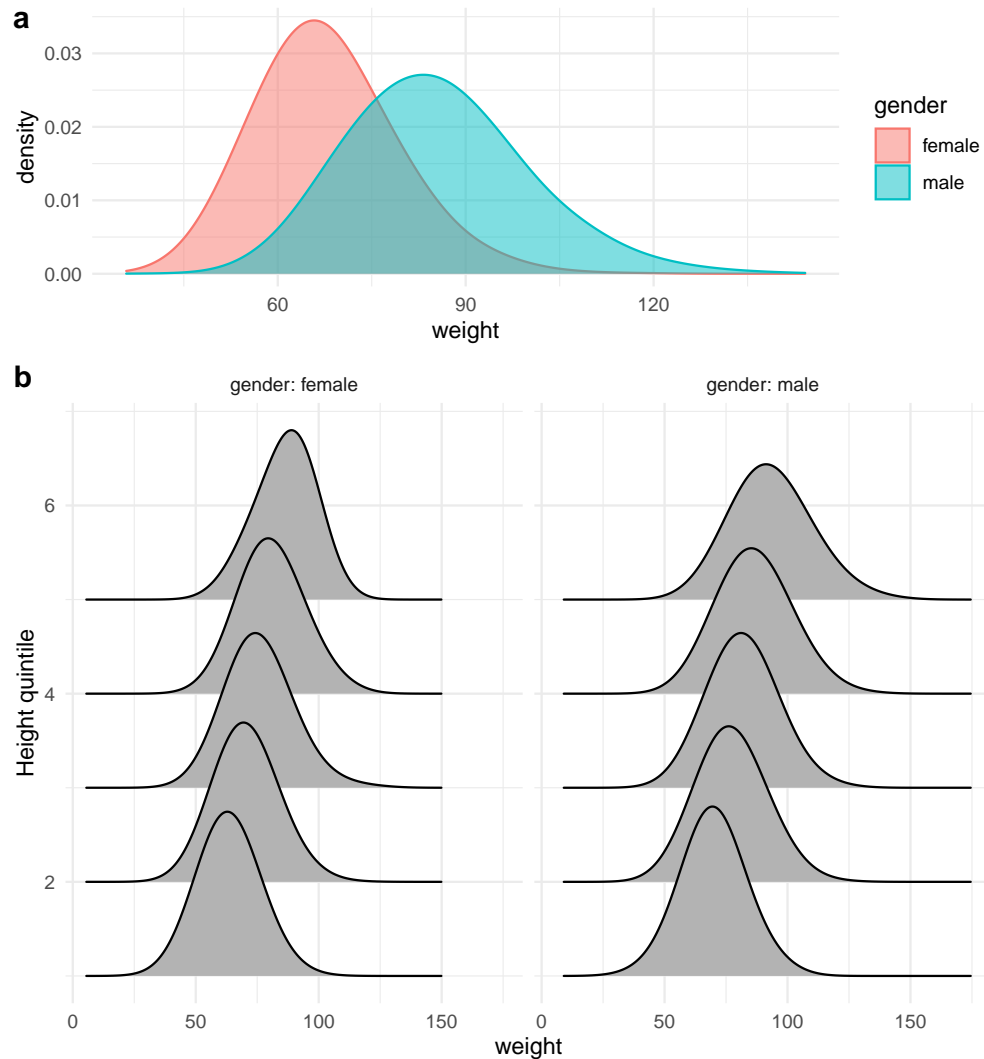 a
density
0.03
0.02
0.01
0.00
60 90 120
weight
gender
female
male
b
gender: female gender: male
Height quintile
6
4
2
0 50 100 150 0 50 100 150
weight